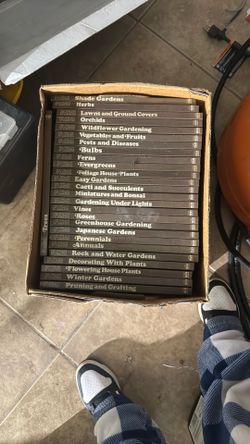 Shade Gardens
Herbs
Lawns and Ground Covers
Orchids
Wildflower Gardening
Vegetables and Fruits
Pests and Diseases
Bulbs
Ferns
Evergreens
Foliage House Plants
Easy Gardens
Cacti and Succulents
Miniatures and Bonsai
Gardening Under Lights
Vines
Roses
Greenhouse Gardening
Japanese Gardens
Perennials
Annuals
Rock and Water Gardens
Decorating With Plants
Flowering House Plants
Winter Gardens
Pruning and Grafting
Trees